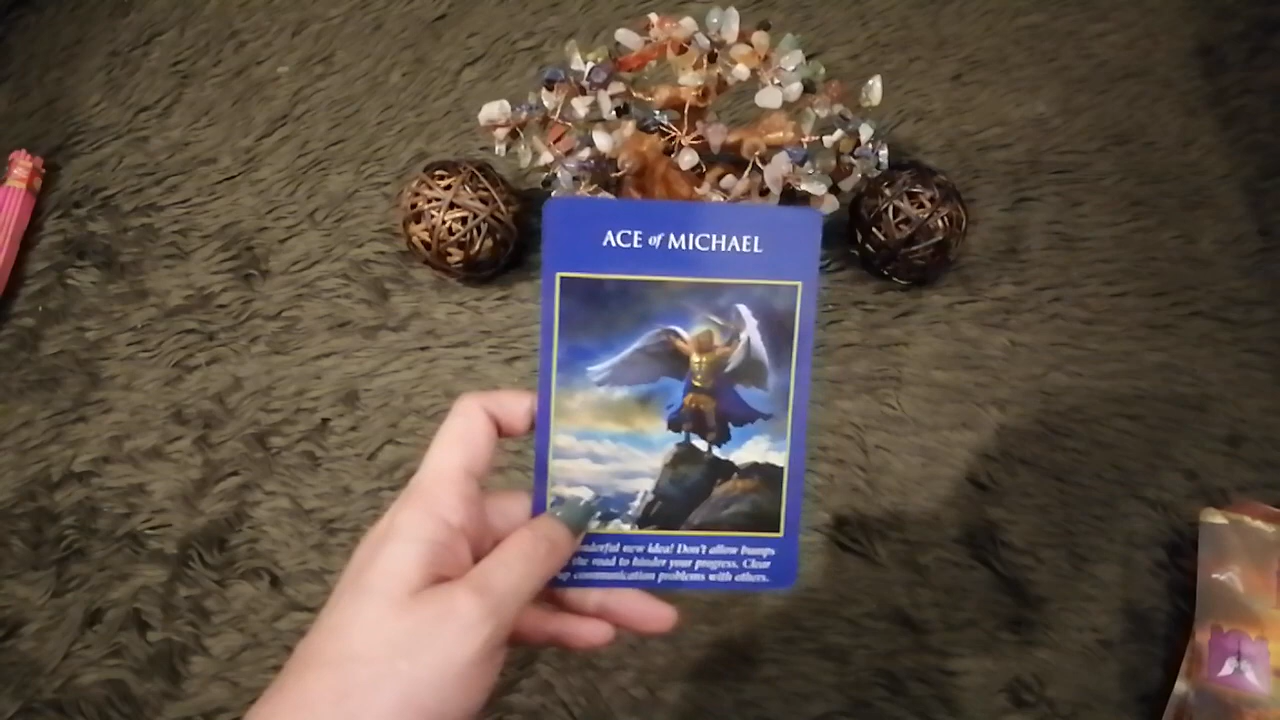 ACE of MICHAEL
new idea! Don't allow bumps
the road to hinder your progress. Clear
up communication problems with others.